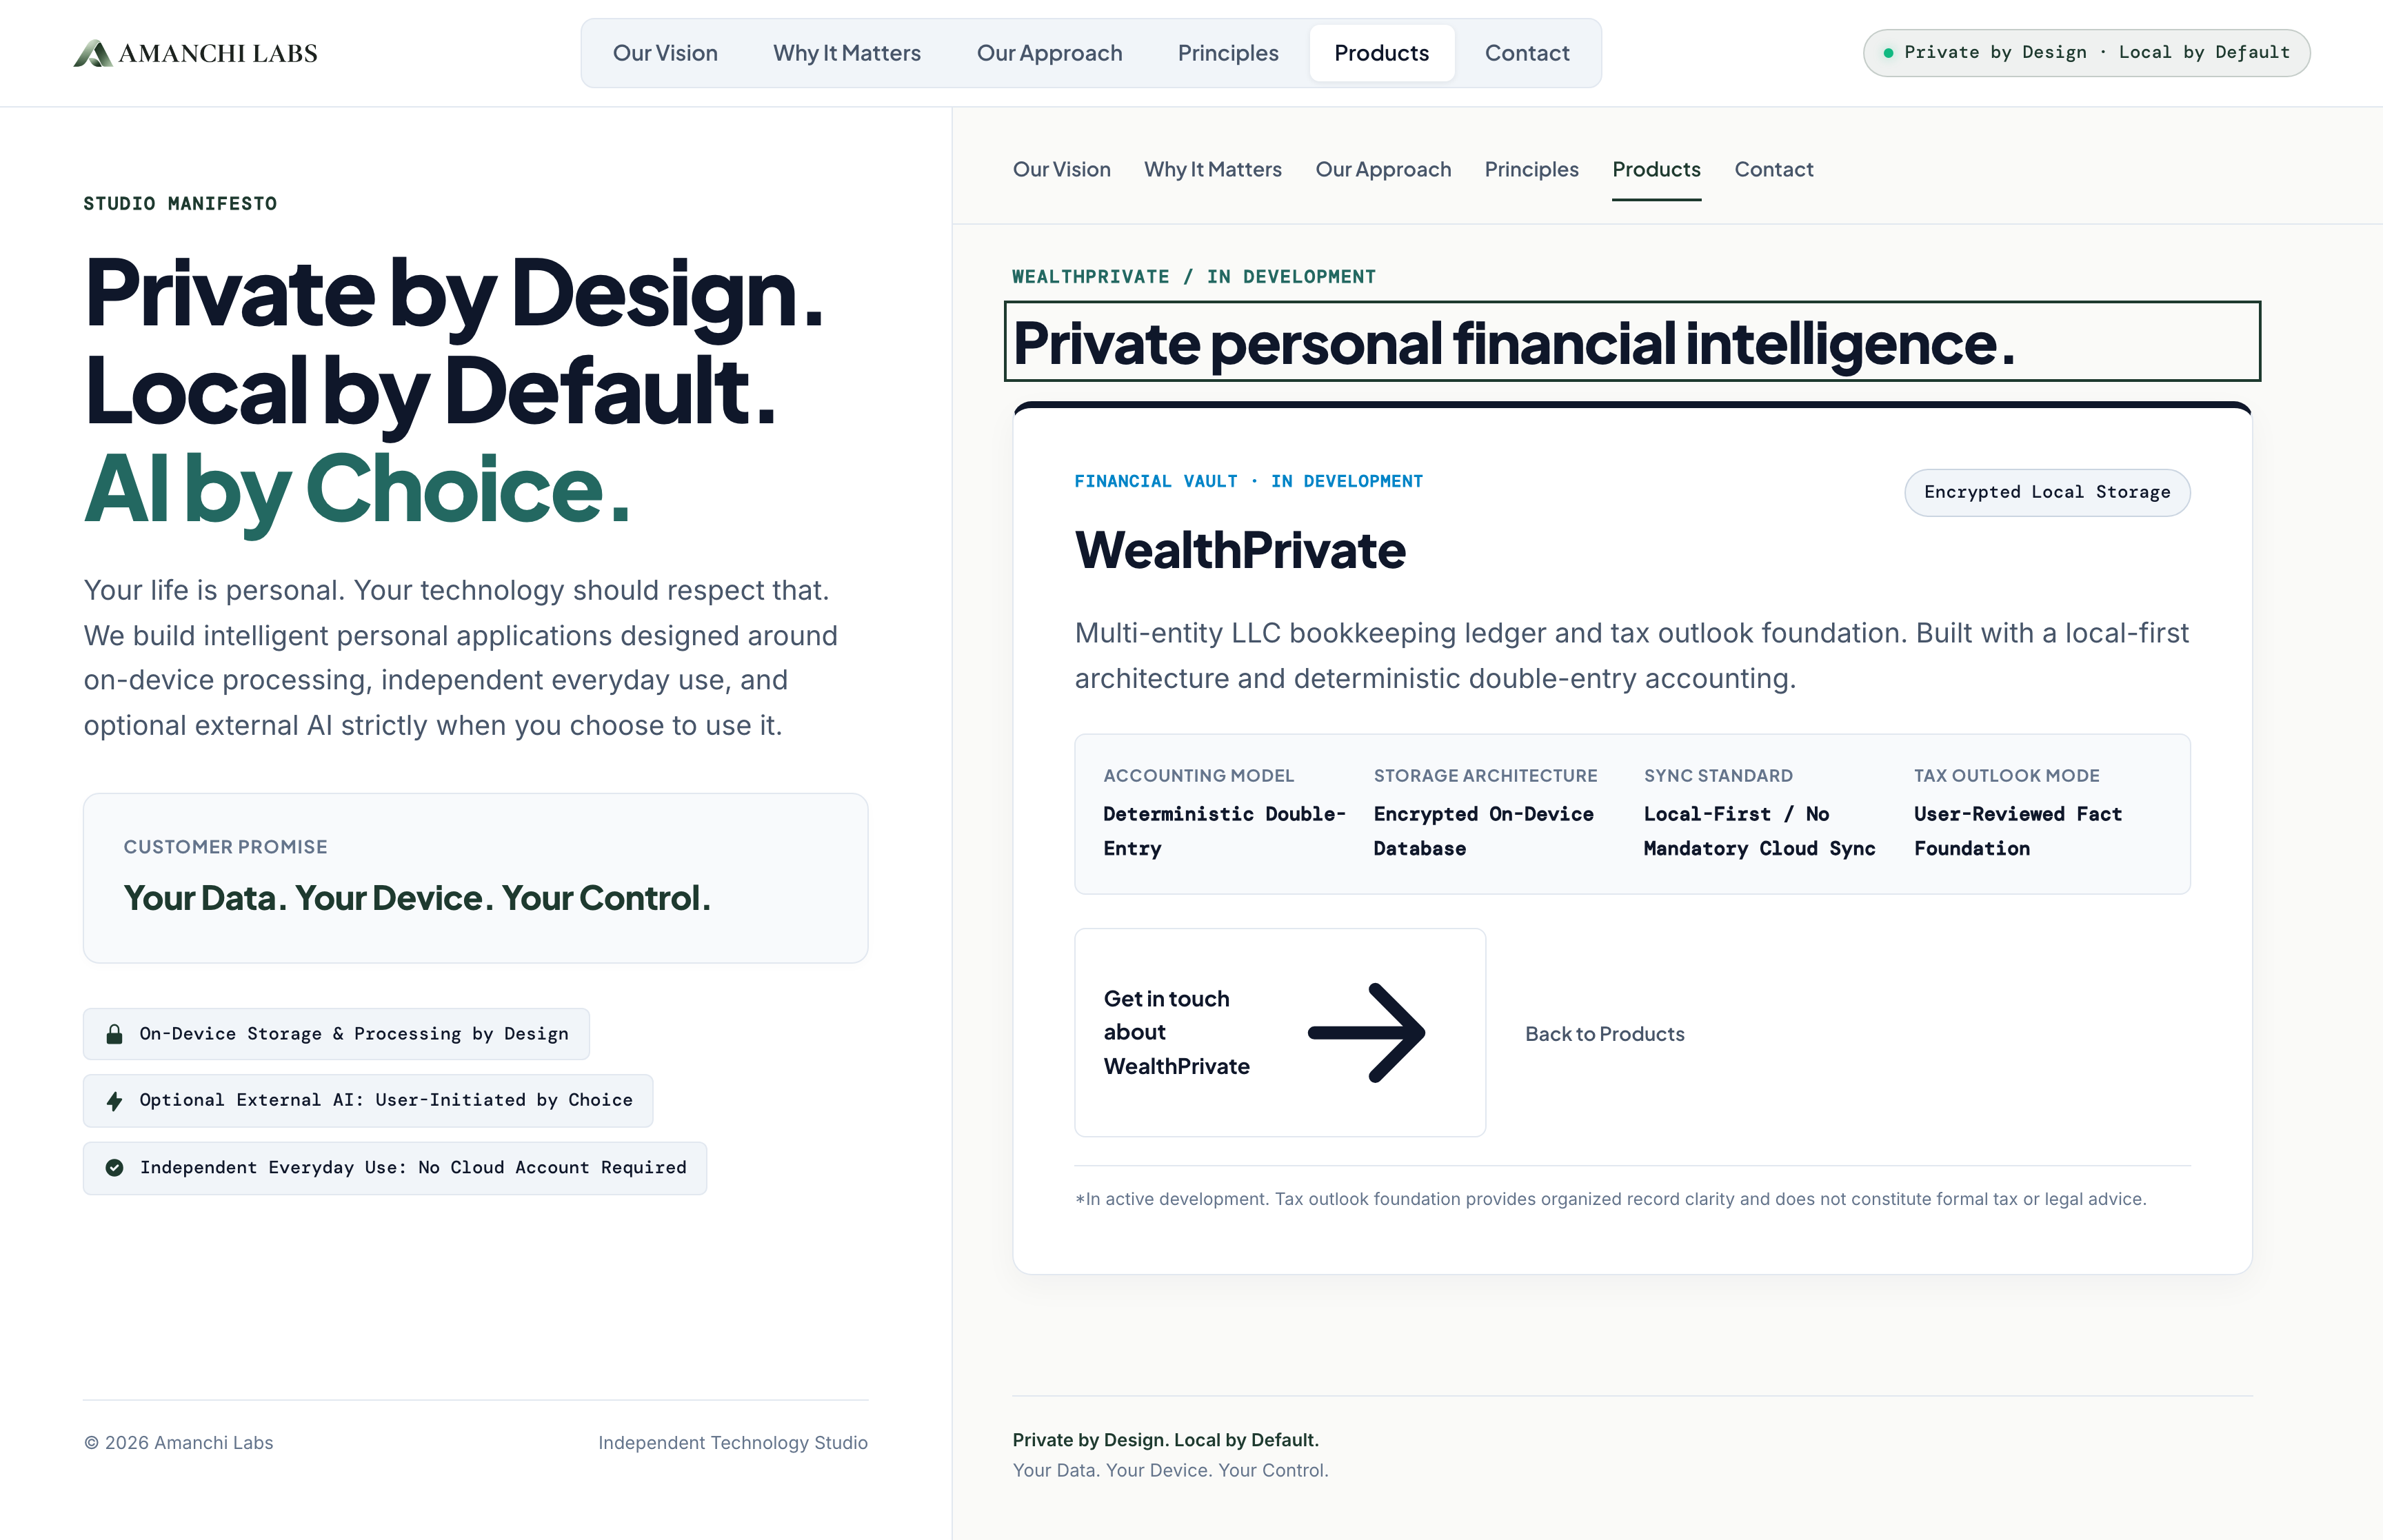 AMANCHI LABS
Our Vision
Why It Matters
Our Approach
Principles
Products
Contact
Private by Design · Local by Default
STUDIO MANIFESTO
Private by Design.
Local by Default.
AI by Choice.
Your life is personal. Your technology should respect that.
We build intelligent personal applications designed around
on-device processing, independent everyday use, and
optional external AI strictly when you choose to use it.
CUSTOMER PROMISE
Your Data. Your Device. Your Control.
On-Device Storage & Processing by Design
Optional External AI: User-Initiated by Choice
Independent Everyday Use: No Cloud Account Required
© 2026 Amanchi Labs
Independent Technology Studio
Our Vision
Why It Matters
Our Approach
Principles
Products
Contact
WEALTHPRIVATE / IN DEVELOPMENT
Private personal financial intelligence.
FINANCIAL VAULT · IN DEVELOPMENT
Encrypted Local Storage
WealthPrivate
Multi-entity LLC bookkeeping ledger and tax outlook foundation. Built with a local-first
architecture and deterministic double-entry accounting.
ACCOUNTING MODEL
Deterministic Double-
Entry
STORAGE ARCHITECTURE
Encrypted On-Device
Database
SYNC STANDARD
Local-First / No
Mandatory Cloud Sync
TAX OUTLOOK MODE
User-Reviewed Fact
Foundation
Get in touch
about
WealthPrivate
Back to Products
*In active development. Tax outlook foundation provides organized record clarity and does not constitute formal tax or legal advice.
Private by Design. Local by Default.
Your Data. Your Device. Your Control.